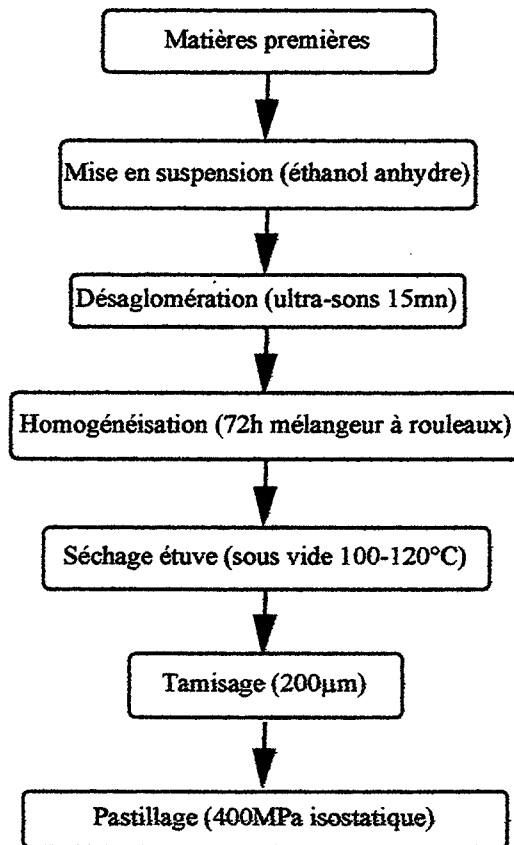 Matières premières
Mise en suspension (éthanol anhydre)
Désaglomération (ultra-sons 15mn)
Homogénéisation (72h mélangeur à rouleaux)
Séchage étuve (sous vide 100-120°C)
Tamisage (200µm)
Pastillage (400MPa isostatique)